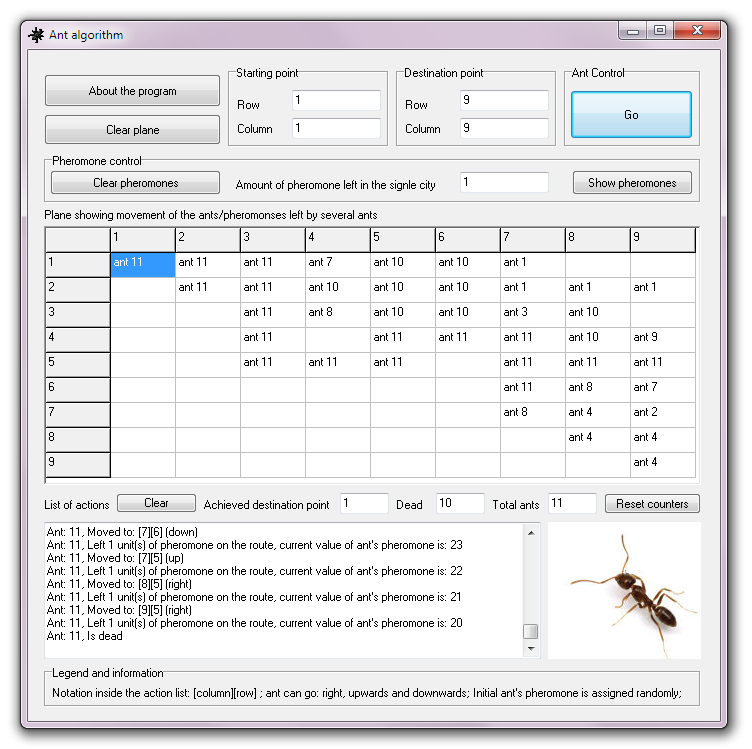 Ant algorithm
About the program
Clear plane
Starting point
Row 1
Column 1
Destination point
Row 9
Column 9
Ant Control
Go
Pheromone control
Clear pheromones
Amount of pheromone left in the signle city 1
Show pheromones
Plane showing movement of the ants/pheromonses left by several ants
1 2 3 4 5 6 7 8 9
1 ant 11 ant 11 ant 11 ant 7 ant 10 ant 10 ant 1
2 ant 11 ant 11 ant 10 ant 10 ant 10 ant 1 ant 1 ant 1
3 ant 11 ant 8 ant 10 ant 10 ant 3 ant 10
4 ant 11 ant 11 ant 11 ant 11 ant 10 ant 9
5 ant 11 ant 11 ant 11 ant 11 ant 11 ant 11
6 ant 11 ant 8 ant 7
7 ant 8 ant 4 ant 2
8 ant 4 ant 4
9 ant 4
List of actions Clear Achieved destination point 1 Dead 10 Total ants 11 Reset counters
Ant: 11, Moved to: [7][6] (down)
Ant: 11, Left 1 unit(s) of pheromone on the route, current value of ant's pheromone is: 23
Ant: 11, Moved to: [7][5] (up)
Ant: 11, Left 1 unit(s) of pheromone on the route, current value of ant's pheromone is: 22
Ant: 11, Moved to: [8][5] (right)
Ant: 11, Left 1 unit(s) of pheromone on the route, current value of ant's pheromone is: 21
Ant: 11, Moved to: [9][5] (right)
Ant: 11, Left 1 unit(s) of pheromone on the route, current value of ant's pheromone is: 20
Ant: 11, Is dead
Legend and information
Notation inside the action list: [column][row] ; ant can go: right, upwards and downwards; Initial ant's pheromone is assigned randomly;